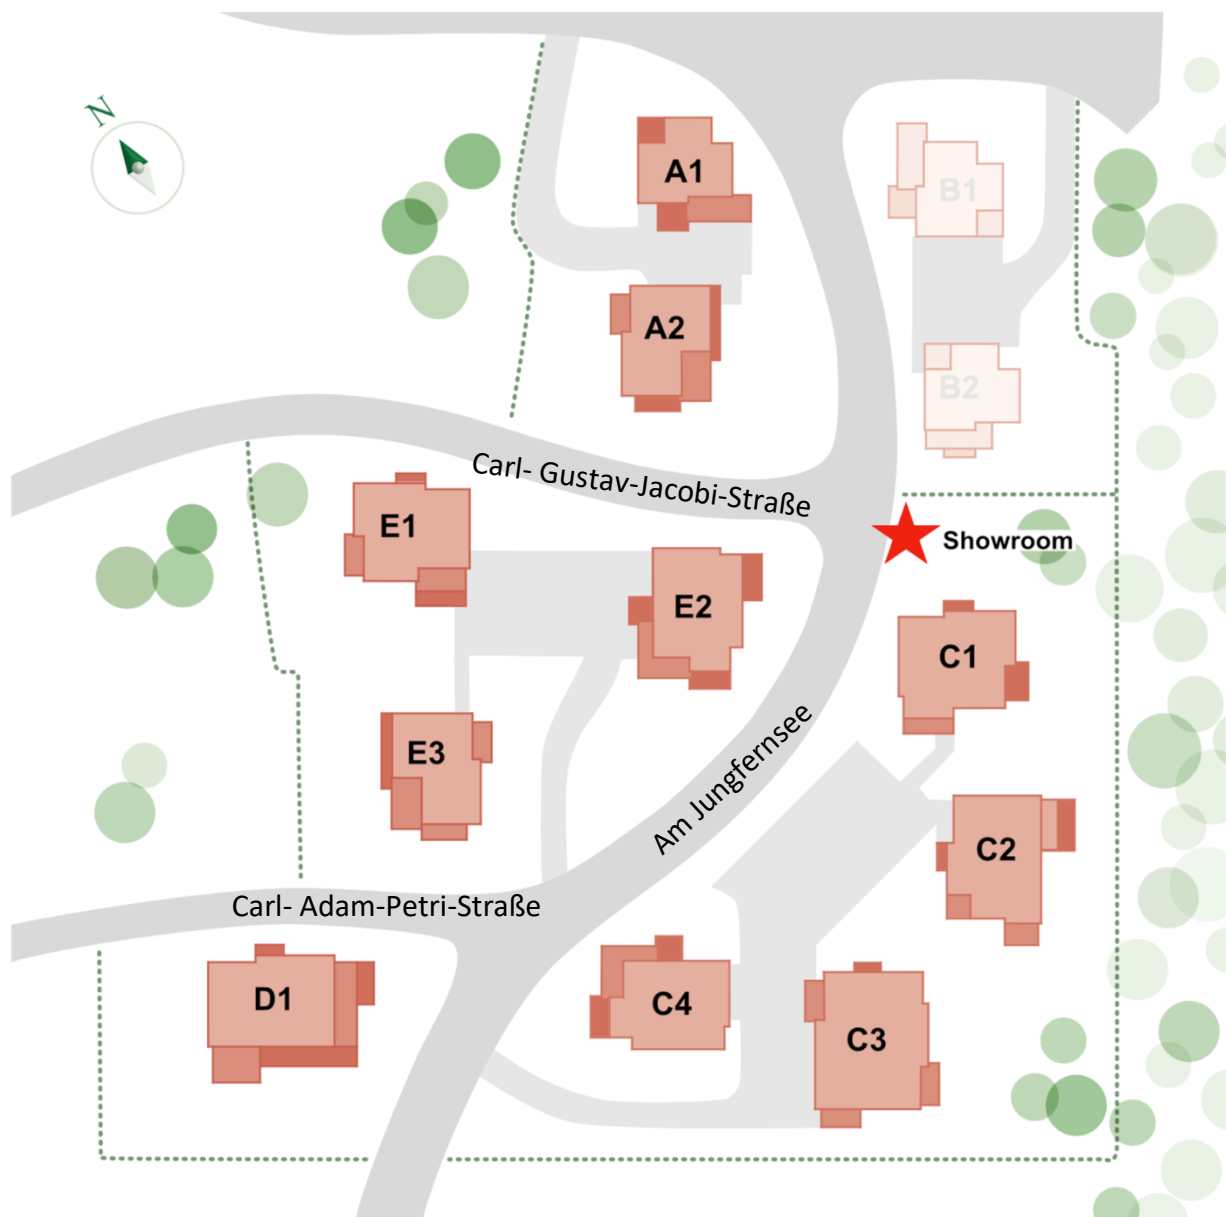 N
A1
B1
A2
B2
Carl- Gustav-Jacobi-Straße
E1
Showroom
E2
C1
E3
Am Jungfernsee
C2
Carl- Adam-Petri-Straße
D1
C4
C3